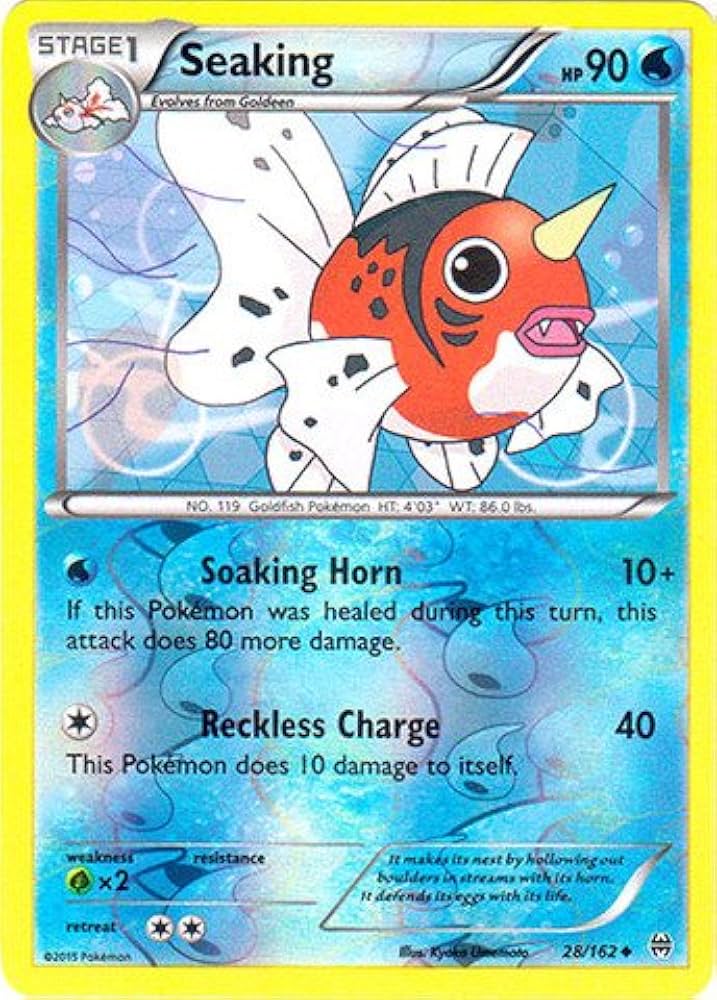 STAGE1
Seaking
HP 90
Evolves from Goldeen
NO. 119 Goldfish Pokémon HT: 4'03" WT: 86.0 lbs.
Soaking Horn 10+
If this Pokémon was healed during this turn, this
attack does 80 more damage.
Reckless Charge 40
This Pokémon does 10 damage to itself.
weakness resistance
×2
retreat
It makes its nest by hollowing out
boulders in streams with its horn.
It defends its eggs with its life.
©2015 Pokémon
Illus. Kyoko Umemoto
28/162